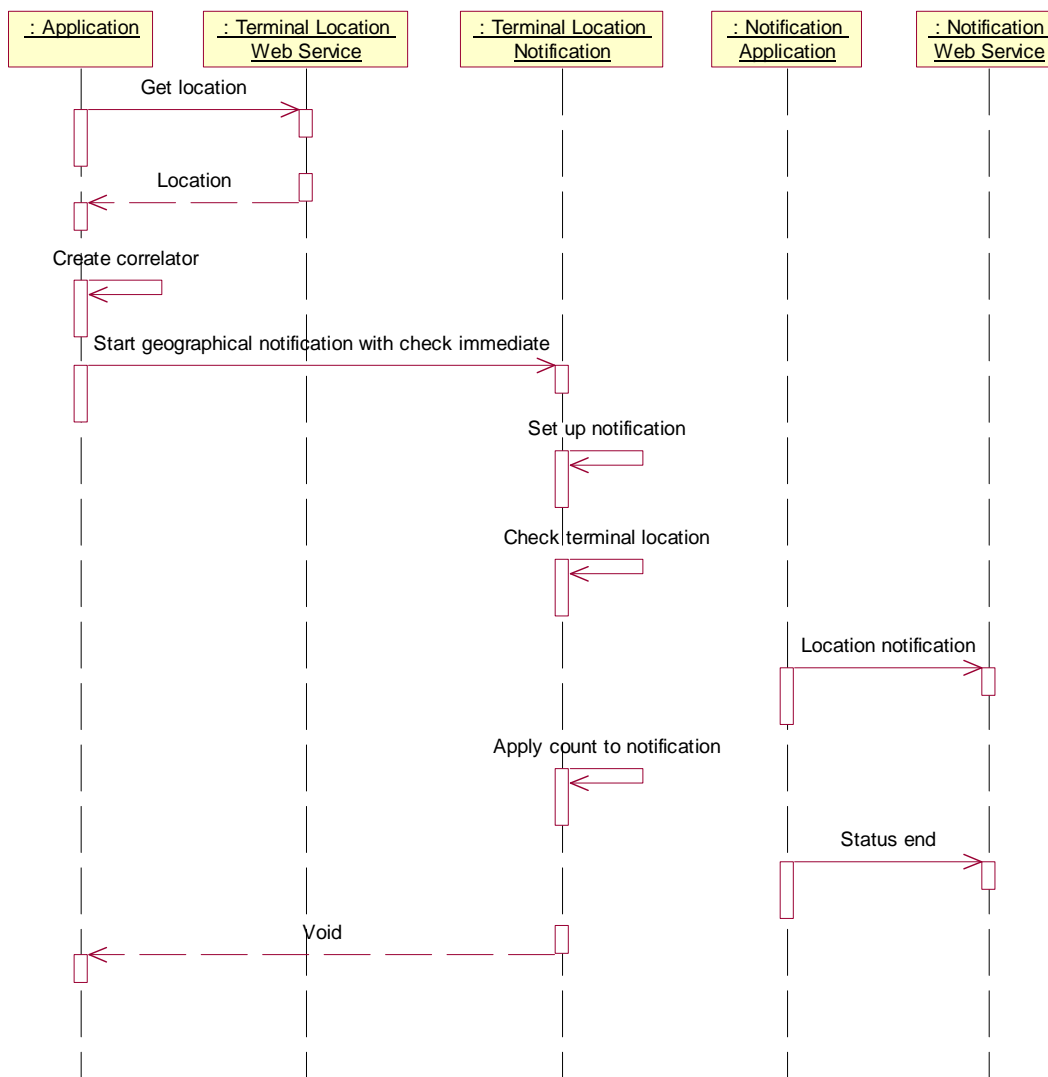 : Application
: Terminal Location
Web Service
: Terminal Location
Notification
: Notification
Application
: Notification
Web Service
Get location
Location
Create correlator
Start geographical notification with check immediate
Set up notification
Check terminal location
Location notification
Apply count to notification
Status end
Void